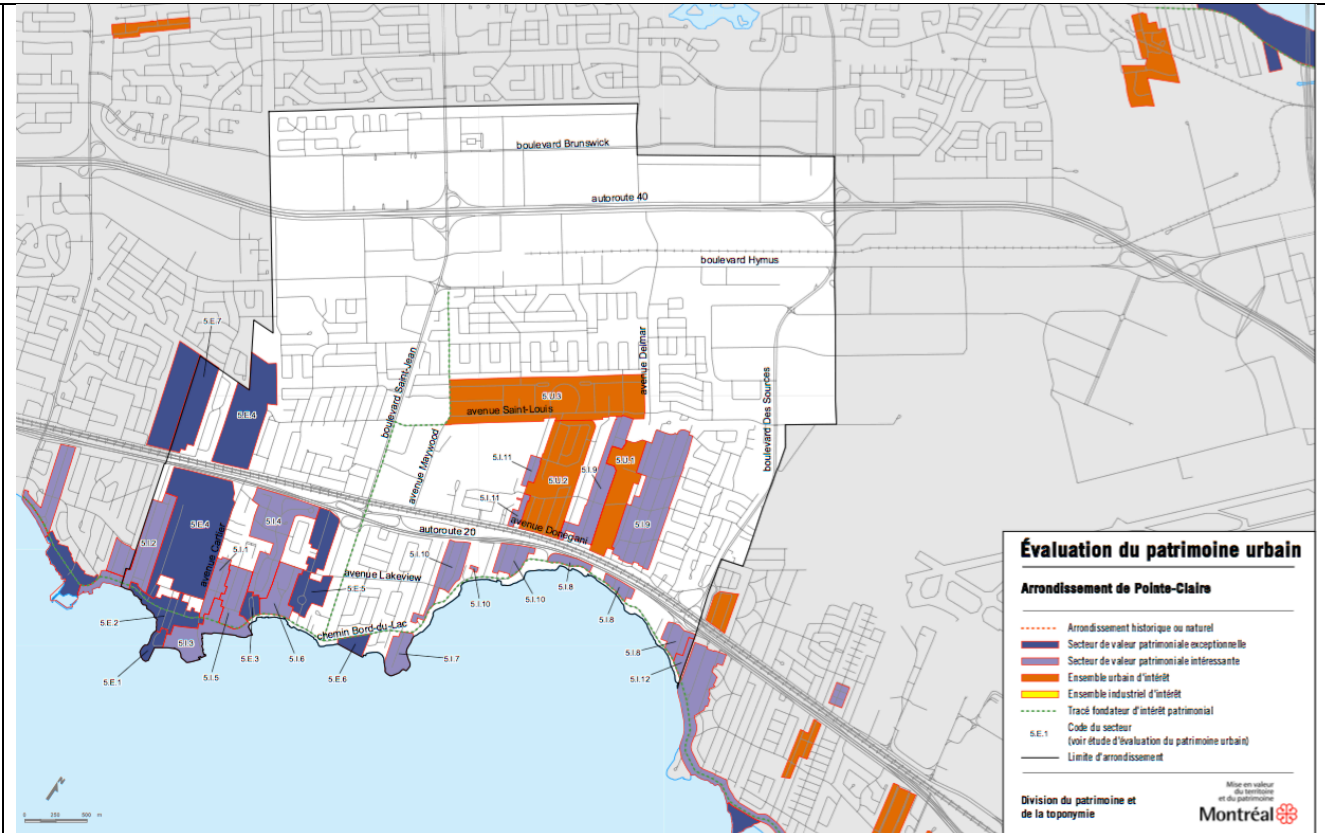 boulevard Brunswick
autoroute 40
boulevard Hymus
5.E.7
boulevard Saint-Jean
avenue Delmar
5.E.4
5.U.3
avenue Saint-Louis
boulevard Des Sources
avenue Maywood
5.I.11
5.I.9
5.U.1
5.U.2
5.I.11
5.I.9
5.E.4
5.I.4
avenue Donegani
autoroute 20
5.I.2
avenue Cartier
5.I.1
5.I.10
avenue Lakeview
5.E.5
5.I.10
5.I.10
5.I.8
5.I.8
5.E.2
chemin Bord-du-Lac
5.I.3
5.I.8
5.E.1
5.I.5
5.E.3
5.I.6
5.E.6
5.I.7
5.I.12
Évaluation du patrimoine urbain
Arrondissement de Pointe-Claire
Arrondissement historique ou naturel
Secteur de valeur patrimoniale exceptionnelle
Secteur de valeur patrimoniale intéressante
Ensemble urbain d'intérêt
Ensemble industriel d'intérêt
Tracé fondateur d'intérêt patrimonial
5.E.1
Code du secteur
(voir étude d'évaluation du patrimoine urbain)
Limite d'arrondissement
Division du patrimoine et
de la toponymie
Mise en valeur
du territoire
et du patrimoine
Montréal
N
0 250 500 m